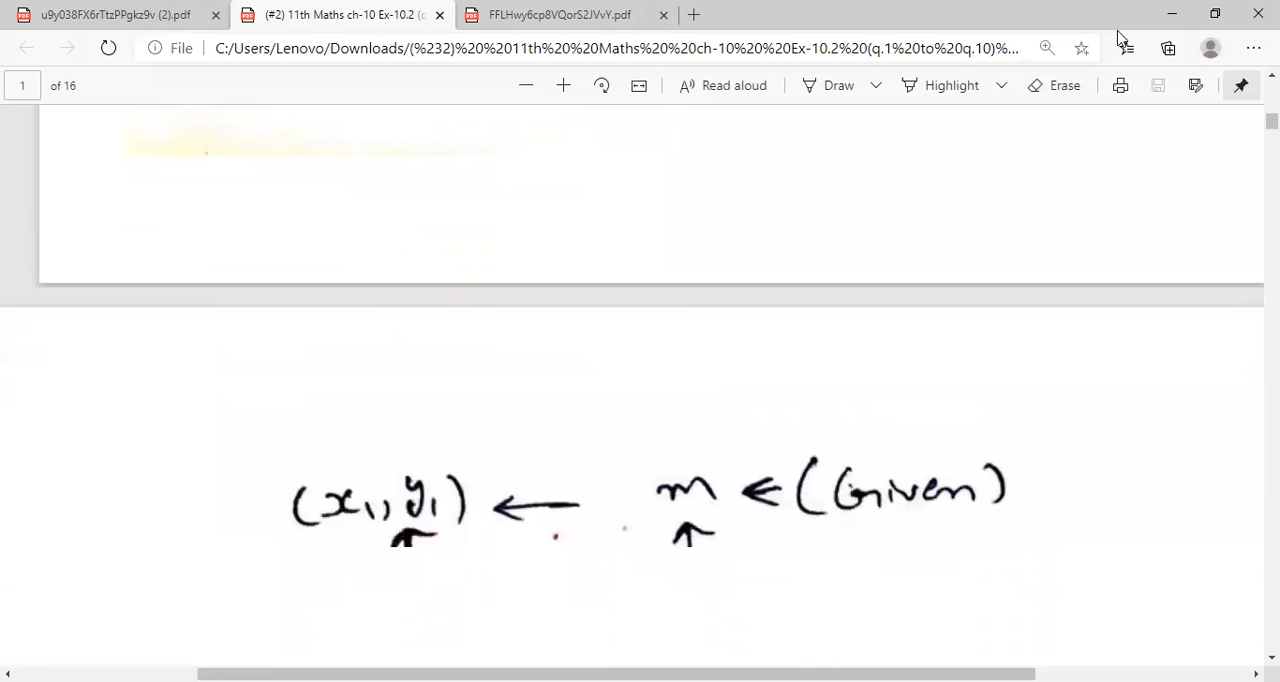 u9y038FX6rTtzPPgkz9v (2).pdf
(#2) 11th Maths ch-10 Ex-10.2 (q
FFLHwy6cp8VQorS2JVvY.pdf
File
C:/Users/Lenovo/Downloads/(%232)%20%2011th%20%20Maths%20%20ch-10%20%20Ex-10.2%20(q.1%20to%20q.10)%...
1 of 16
A)) Read aloud
Draw
Highlight
Erase
(x₁, y₁) ← m ← (Given)
↑ ↑